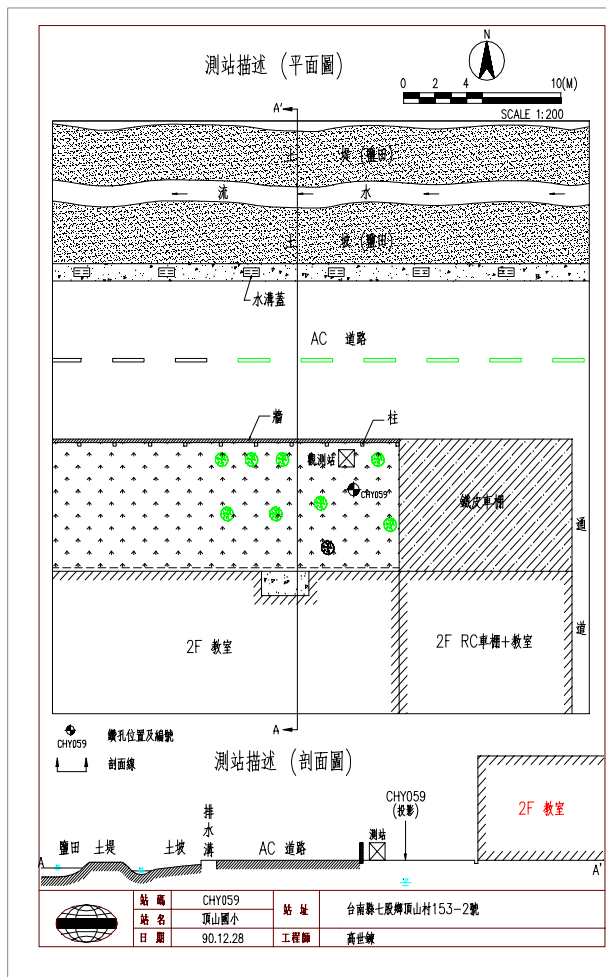 測站描述 (平面圖)
N
0 2 4 10(M)
SCALE 1:200
A'
土 堤 (鹽田)
流 水
土 坡 (鹽田)
水溝蓋
AC 道路
牆 柱
觀測站
CHY059
鐵皮車棚
通
道
2F 教室
2F RC車棚+教室
A
CHY059 鑽孔位置及編號
剖面線
測站描述 (剖面圖)
鹽田 土堤 土坡 排水溝 AC 道路
測站
CHY059
(投影)
2F 教室
A A'
站 碼 CHY059
站 名 頂山國小
日 期 90.12.28
站 址 台南縣七股鄉頂山村153-2號
工程師 高世鍊